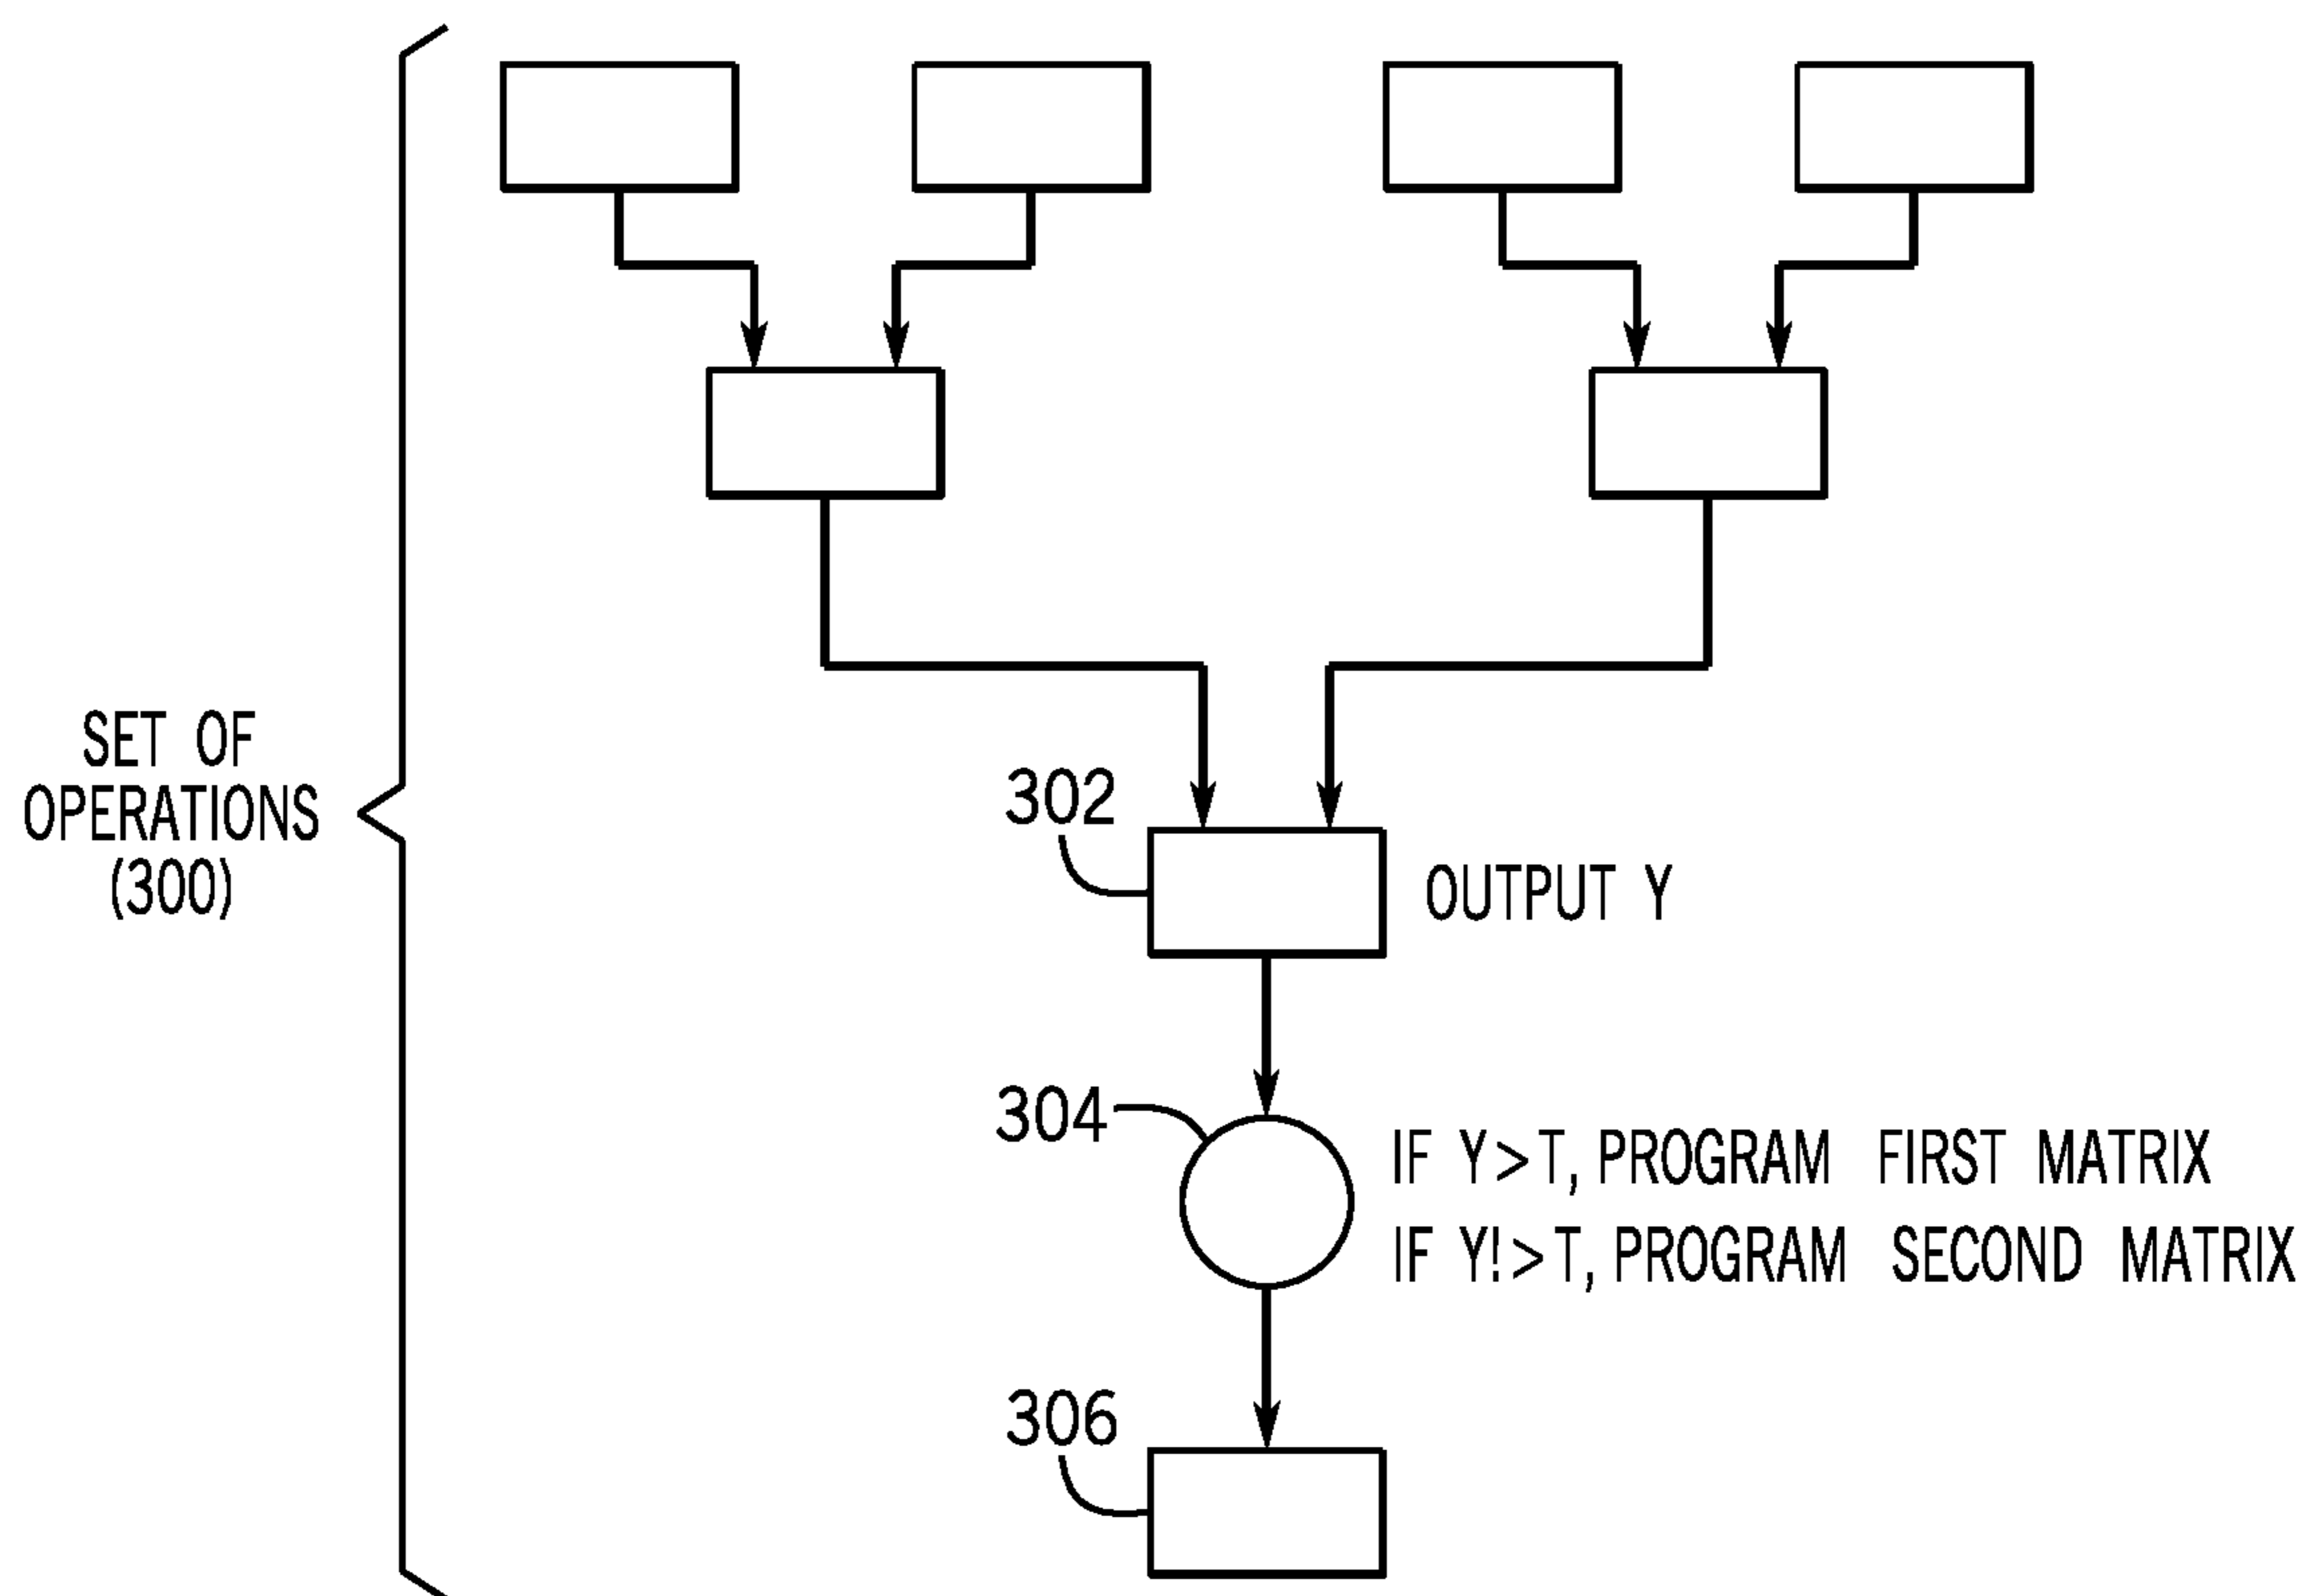 SET OF
OPERATIONS
(300)
302
OUTPUT Y
304
IF Y>T, PROGRAM FIRST MATRIX
IF Y!>T, PROGRAM SECOND MATRIX
306